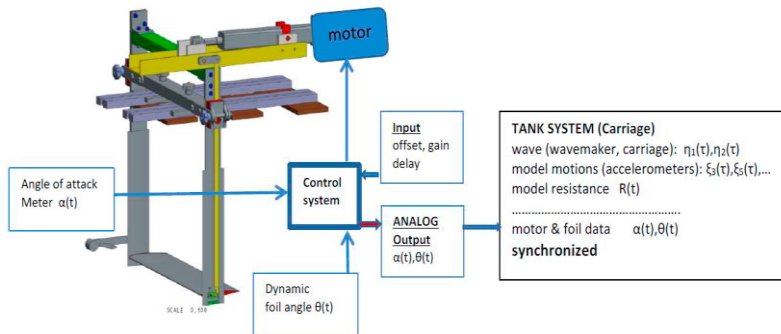 motor
Input
offset, gain
delay
TANK SYSTEM (Carriage)
wave (wavemaker, carriage): η₁(τ),η₂(τ)
model motions (accelerometers): ξ₃(τ),ξ₅(τ),...
model resistance R(t)
......................................................
motor & foil data α(t),θ(t)
synchronized
Angle of attack
Meter α(t)
Control
system
ANALOG
Output
α(t),θ(t)
Dynamic
foil angle θ(t)